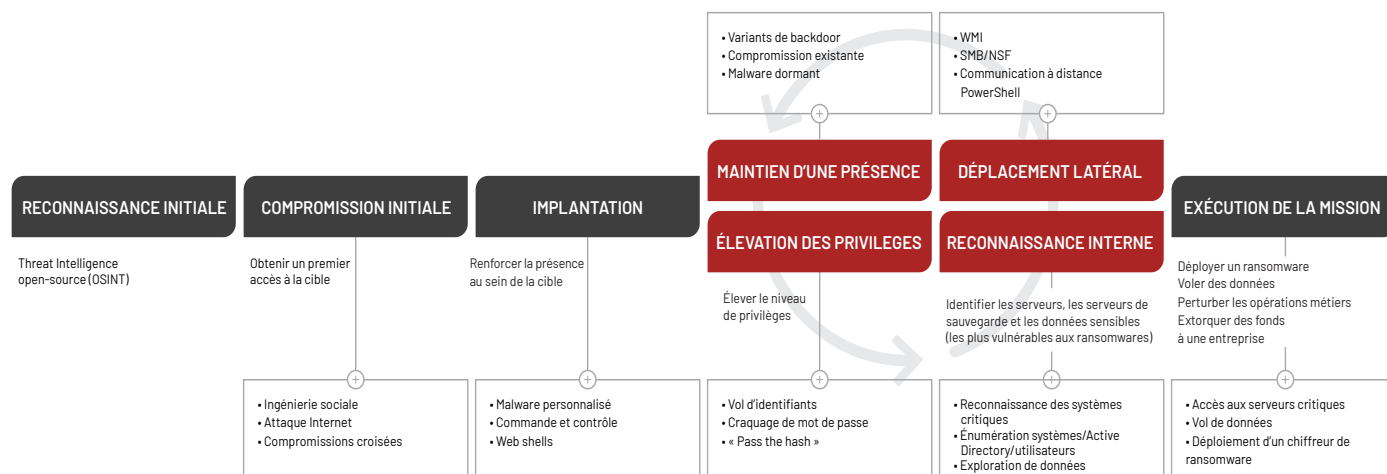 • Variants de backdoor
• Compromission existante
• Malware dormant
• WMI
• SMB/NSF
• Communication à distance
PowerShell
MAINTIEN D'UNE PRÉSENCE
DÉPLACEMENT LATÉRAL
RECONNAISSANCE INITIALE
COMPROMISSION INITIALE
IMPLANTATION
EXÉCUTION DE LA MISSION
ÉLEVATION DES PRIVILEGES
RECONNAISSANCE INTERNE
Threat Intelligence
open-source (OSINT)
Obtenir un premier
accès à la cible
Renforcer la présence
au sein de la cible
Élever le niveau
de privilèges
Identifier les serveurs, les serveurs de
sauvegarde et les données sensibles
(les plus vulnérables aux ransomwares)
Déployer un ransomware
Voler des données
Perturber les opérations métiers
Extorquer des fonds
à une entreprise
• Ingénierie sociale
• Attaque Internet
• Compromissions croisées
• Malware personnalisé
• Commande et contrôle
• Web shells
• Vol d'identifiants
• Craquage de mot de passe
• « Pass the hash »
• Reconnaissance des systèmes
critiques
• Énumération systèmes/Active
Directory/utilisateurs
• Exploration de données
• Accès aux serveurs critiques
• Vol de données
• Déploiement d'un chiffreur de
ransomware